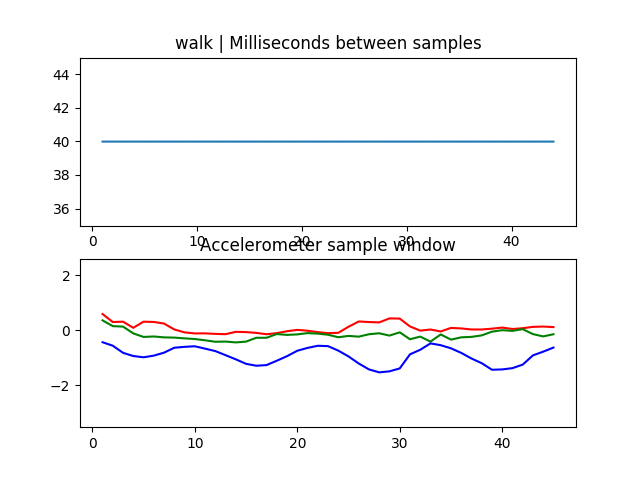 walk | Milliseconds between samples
44
42
40
38
36
0 10 20 30 40
Accelerometer sample window
2
0
−2
0 10 20 30 40